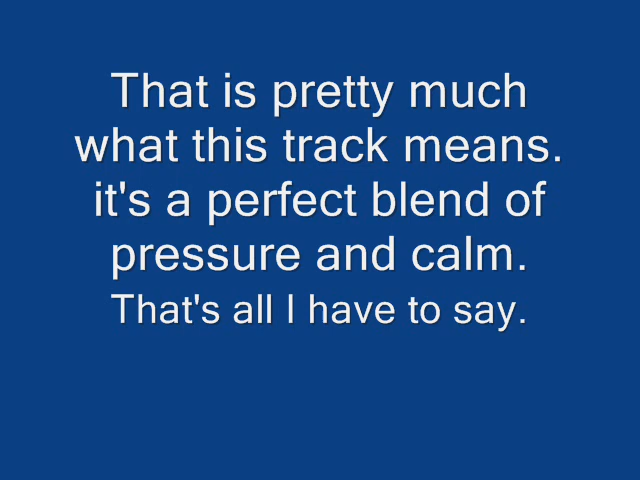 That is pretty much
what this track means.
it's a perfect blend of
pressure and calm.
That's all I have to say.